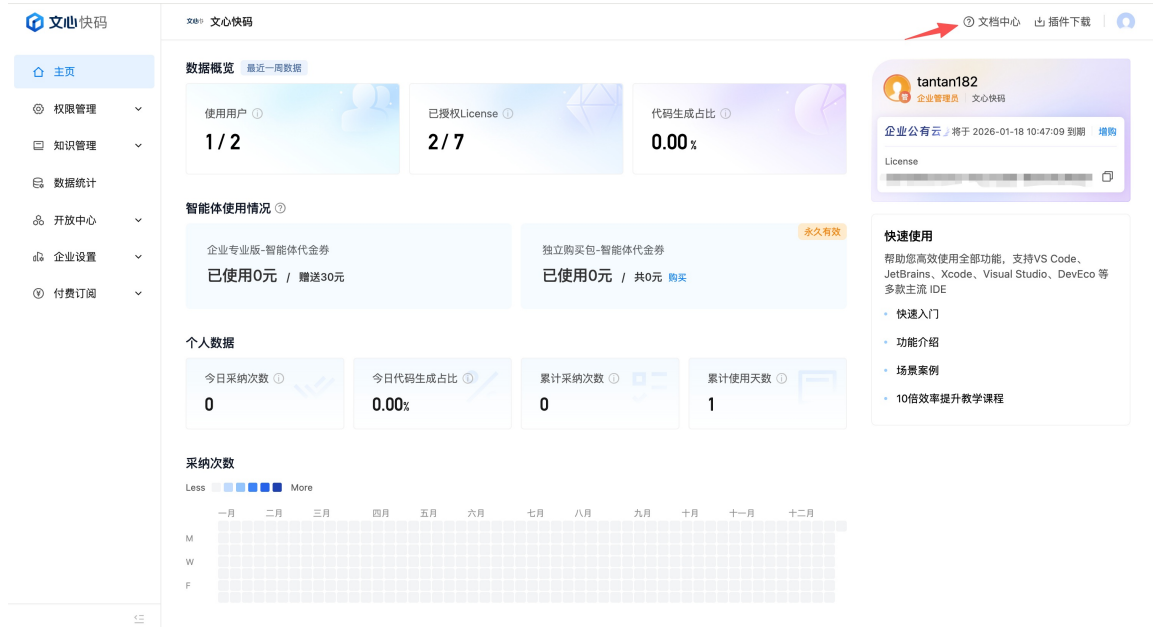 文心快码
文心快码
文档中心
插件下载
主页
权限管理
知识管理
数据统计
开放中心
企业设置
付费订阅
数据概览 最近一周数据
使用用户
1 / 2
已授权License
2 / 7
代码生成占比
0.00 %
智能体使用情况
企业专业版-智能体代金券
已使用0元 / 赠送30元
永久有效
独立购买包-智能体代金券
已使用0元 / 共0元 购买
个人数据
今日采纳次数
0
今日代码生成占比
0.00%
累计采纳次数
0
累计使用天数
1
采纳次数
Less More
一月 二月 三月 四月 五月 六月 七月 八月 九月 十月 十一月 十二月
M
W
F
tantan182
企业管理员 文心快码
企业公有云 将于 2026-01-18 10:47:09 到期 增购
License
快速使用
帮助您高效使用全部功能，支持VS Code、
JetBrains、Xcode、Visual Studio、DevEco 等
多款主流 IDE
快速入门
功能介绍
场景案例
10倍效率提升教学课程